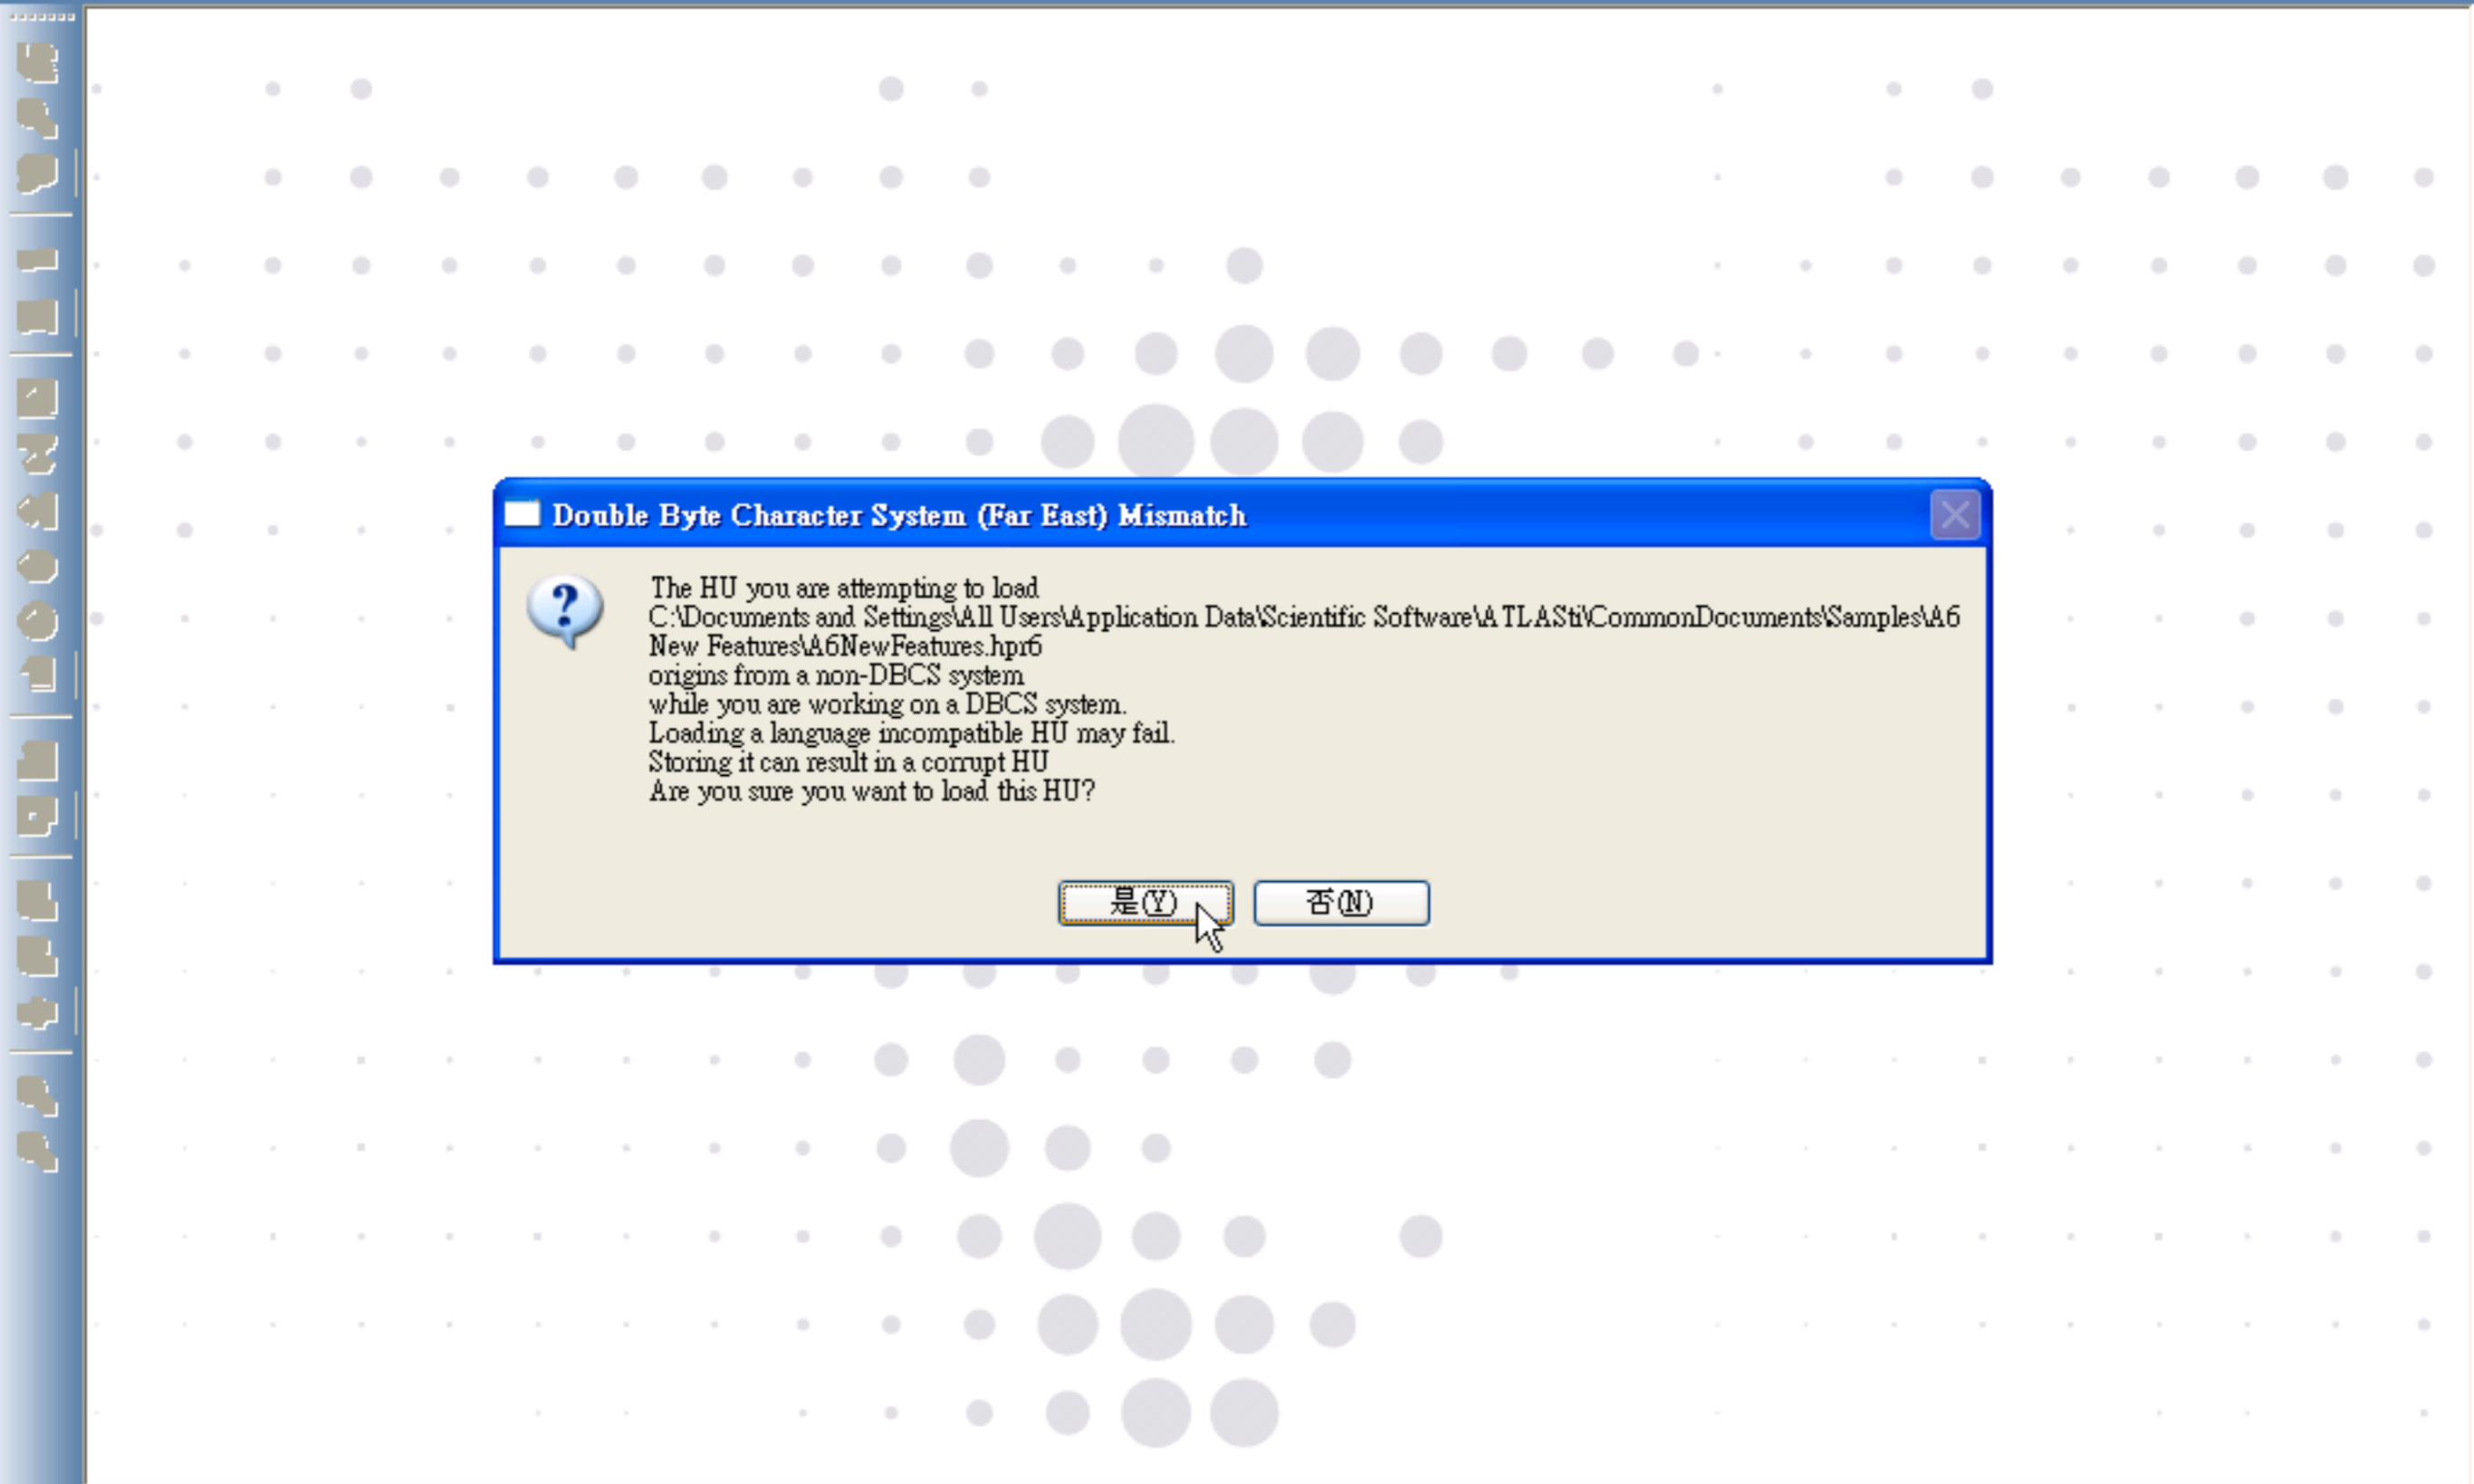 Double Byte Character System (Far East) Mismatch
The HU you are attempting to load
C:\Documents and Settings\All Users\Application Data\Scientific Software\ATLASti\CommonDocuments\Samples\A6
New Features\A6NewFeatures.hpr6
origins from a non-DBCS system
while you are working on a DBCS system.
Loading a language incompatible HU may fail.
Storing it can result in a corrupt HU
Are you sure you want to load this HU?
是(Y) 否(N)